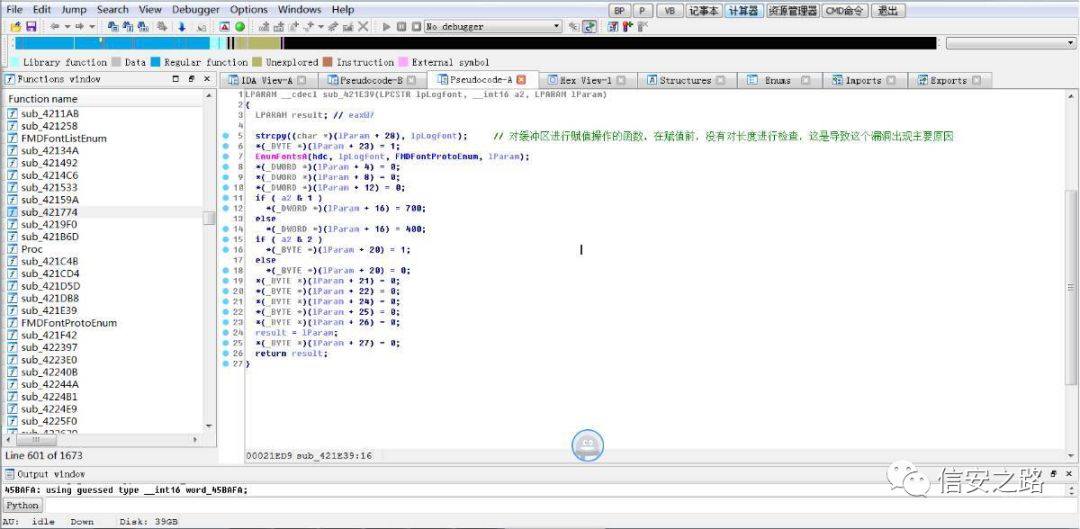 File Edit Jump Search View Debugger Options Windows Help BP P VB 记事本 计算器 资源管理器 CMD命令 退出
No debugger
Library function Data Regular function Unexplored Instruction External symbol
Functions window
IDA View-A Pseudocode-B Pseudocode-A Hex View-1 Structures Enums Imports Exports
Function name
sub_4211AB
sub_421258
FMDFontListEnum
sub_42134A
sub_421492
sub_4214C6
sub_421533
sub_42159A
sub_421774
sub_4219F0
sub_421B6D
Proc
sub_421C4B
sub_421CD4
sub_421D5D
sub_421DB8
sub_421E39
FMDFontProtoEnum
sub_421F42
sub_422397
sub_4223E0
sub_42240B
sub_42244A
sub_4224B1
sub_4224E9
sub_4225F0
Line 601 of 1673
1 LPARAM __cdecl sub_421E39(LPCSTR lpLogfont, __int16 a2, LPARAM lParam)
2 {
3 LPARAM result; // eax@7
4
5 strcpy((char *)(lParam + 28), lpLogfont); // 对缓冲区进行赋值操作的函数，在赋值前，没有对长度进行检查，这是导致这个漏洞出现主要原因
6 *(_BYTE *)(lParam + 23) = 1;
7 EnumFontsA(hdc, lpLogfont, FMDFontProtoEnum, lParam);
8 *(_DWORD *)(lParam + 4) = 0;
9 *(_DWORD *)(lParam + 8) = 0;
10 *(_DWORD *)(lParam + 12) = 0;
11 if ( a2 & 1 )
12 *(_DWORD *)(lParam + 16) = 700;
13 else
14 *(_DWORD *)(lParam + 16) = 400;
15 if ( a2 & 2 )
16 *(_BYTE *)(lParam + 20) = 1;
17 else
18 *(_BYTE *)(lParam + 20) = 0;
19 *(_BYTE *)(lParam + 21) = 0;
20 *(_BYTE *)(lParam + 22) = 0;
21 *(_BYTE *)(lParam + 24) = 0;
22 *(_BYTE *)(lParam + 25) = 0;
23 *(_BYTE *)(lParam + 26) = 0;
24 result = lParam;
25 *(_BYTE *)(lParam + 27) = 0;
26 return result;
27 }
00021ED9 sub_421E39:16
Output window
45BAFA: using guessed type __int16 word_45BAFA;
Python
AU: idle Down Disk: 39GB
信安之路